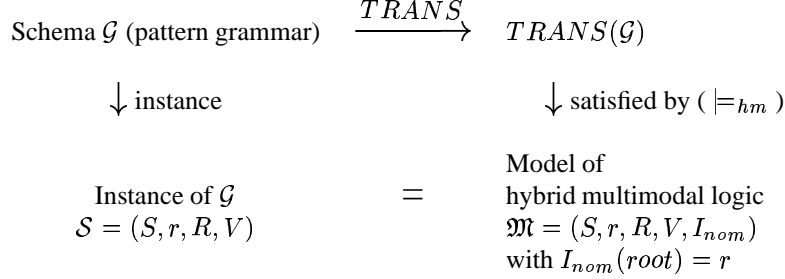 TRANS
Schema 𝒢 (pattern grammar) ⟶ TRANS(𝒢)
↓ instance ↓ satisfied by ( ⊨hm )
Model of
Instance of 𝒢 = hybrid multimodal logic
𝒮 = (S, r, R, V) 𝔐 = (S, r, R, V, Inom)
with Inom(root) = r